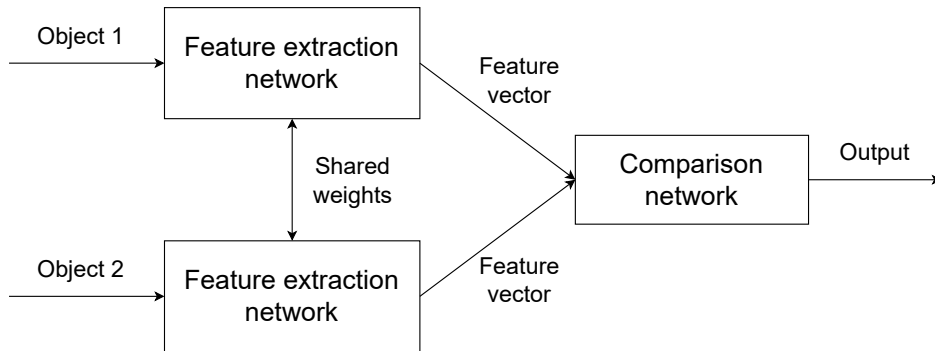 Object 1
Feature extraction
network
Feature
vector
Shared
weights
Comparison
network
Output
Object 2
Feature extraction
network
Feature
vector